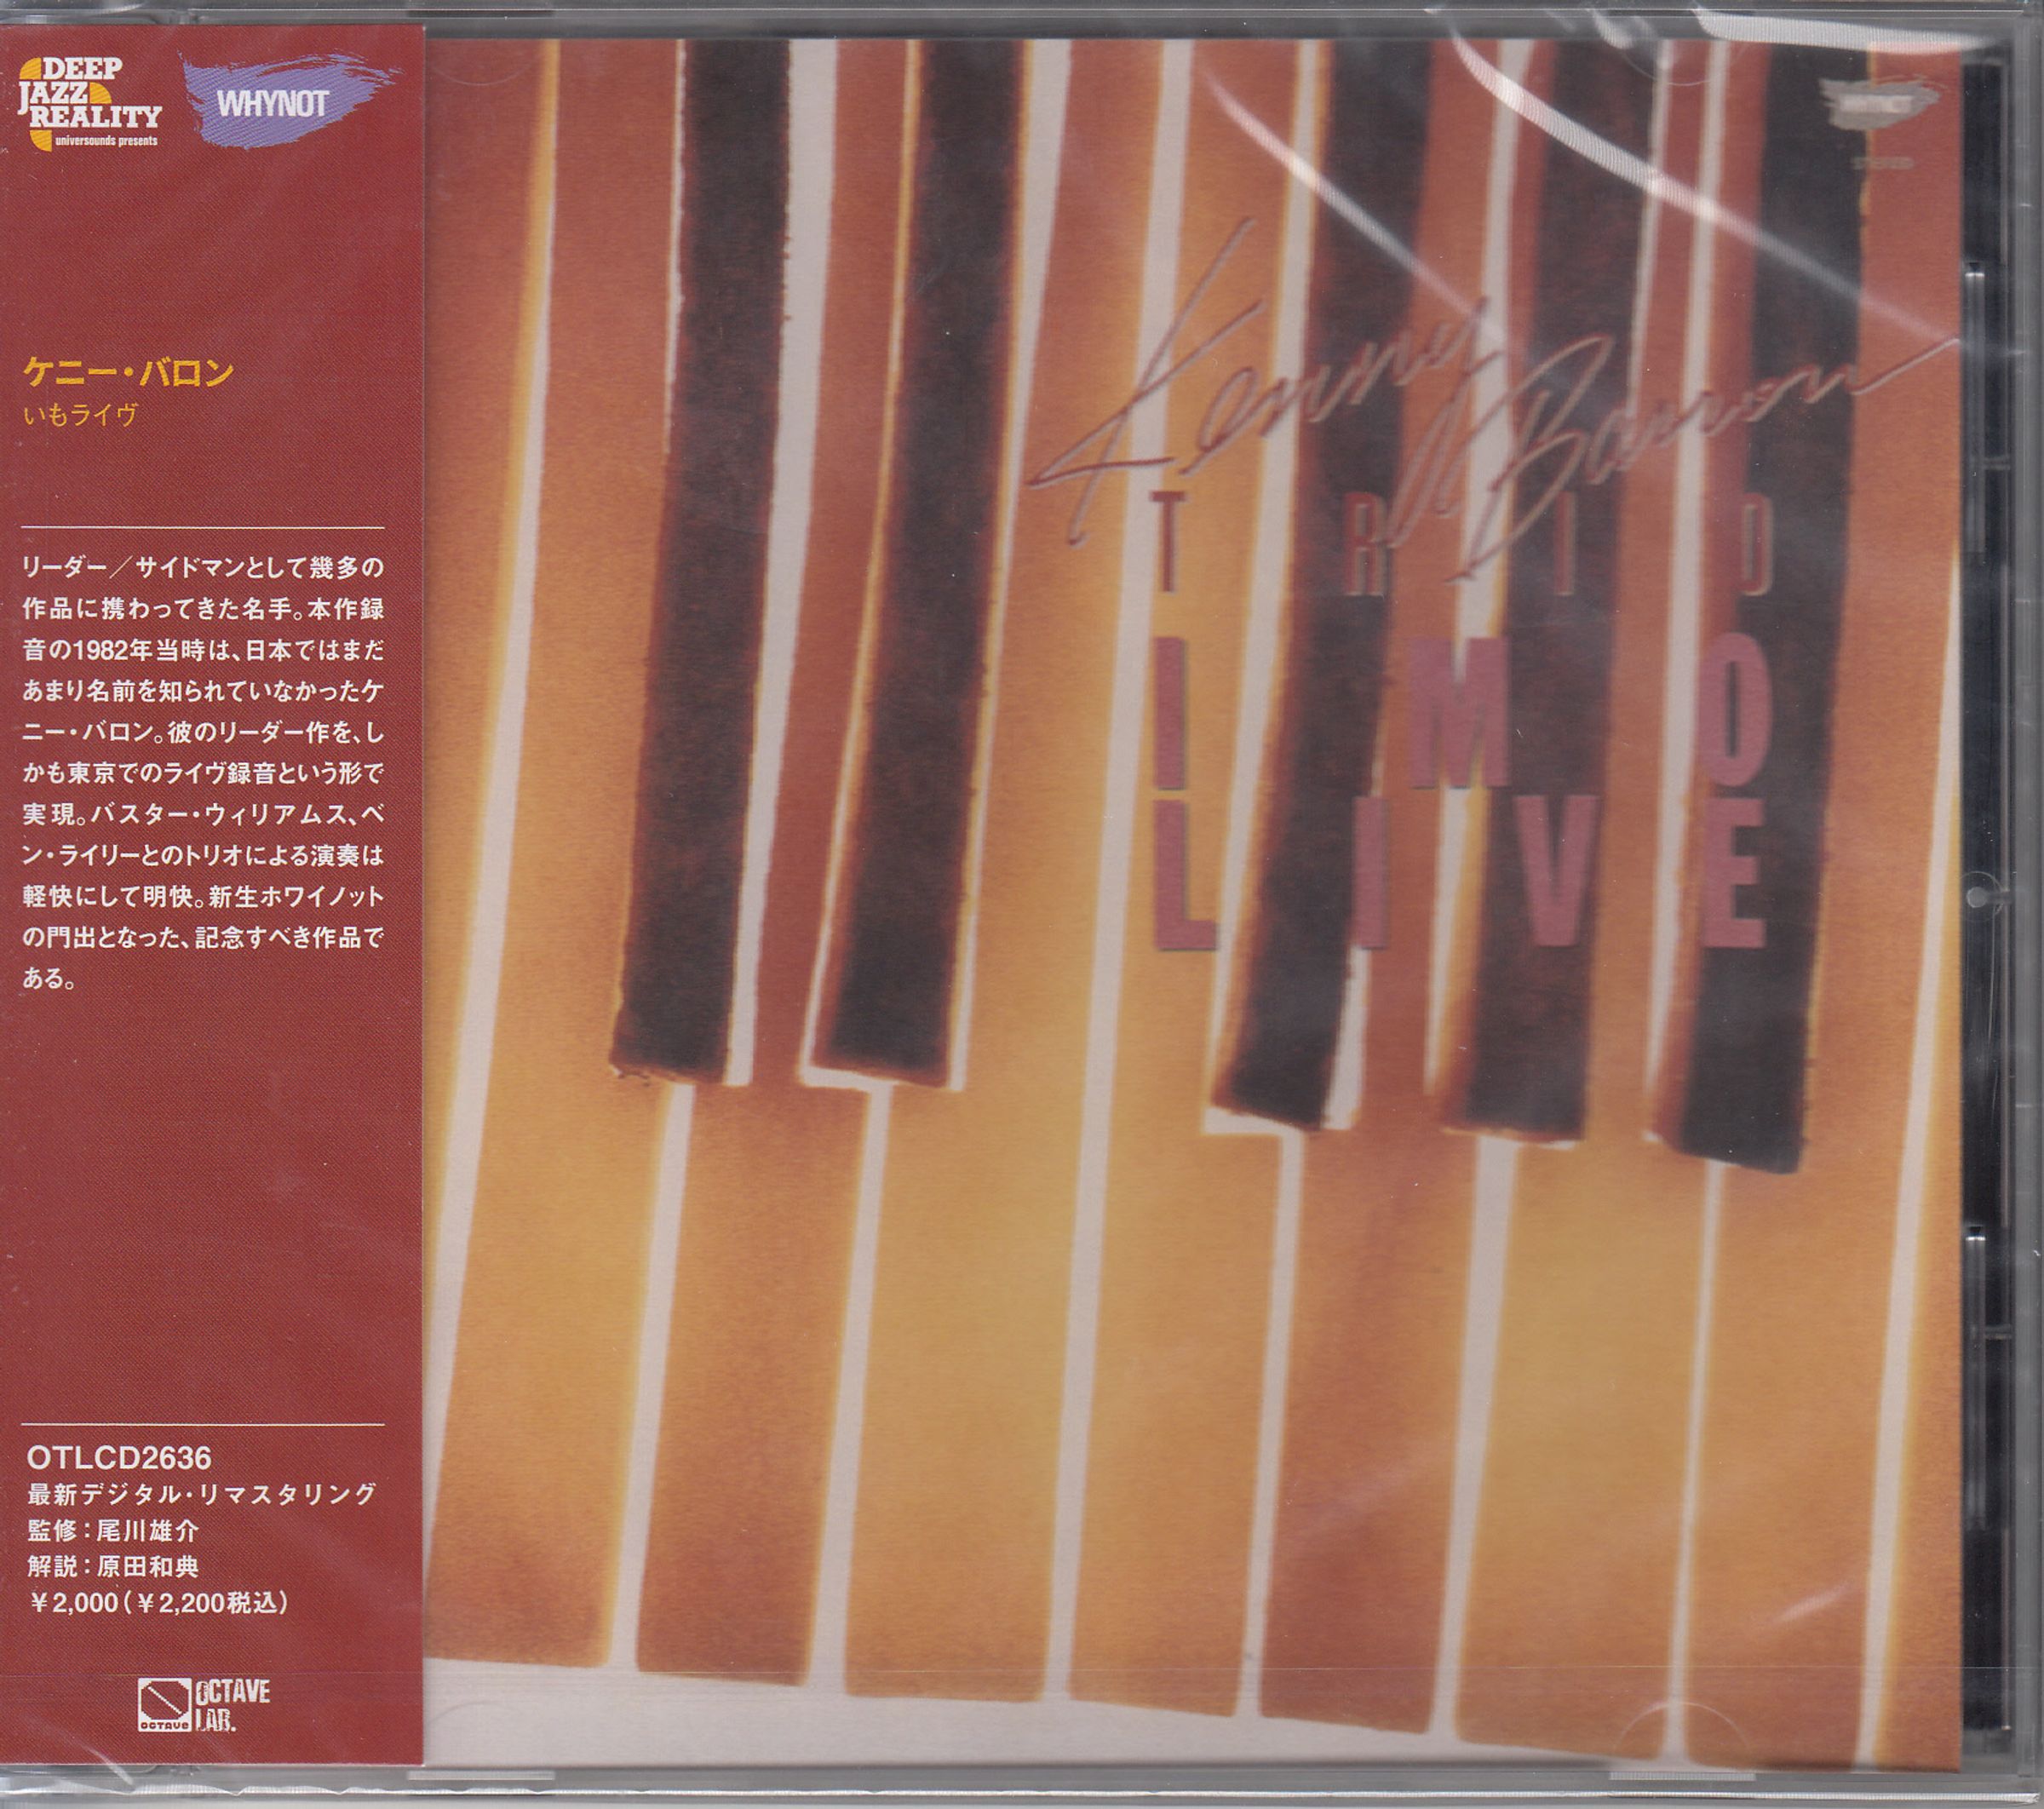 DEEP
JAZZ
REALITY
universounds presents
WHYNOT
ケニー・バロン
いもライヴ
リーダー／サイドマンとして幾多の
作品に携わってきた名手。本作録
音の1982年当時は、日本ではまだ
あまり名前を知られていなかったケ
ニー・バロン。彼のリーダー作を、し
かも東京でのライヴ録音という形で
実現。バスター・ウィリアムス、ベ
ン・ライリーとのトリオによる演奏は
軽快にして明快。新生ホワイノット
の門出となった、記念すべき作品で
ある。
OTLCD2636
最新デジタル・リマスタリング
監修：尾川雄介
解説：原田和典
￥2,000（￥2,200税込）
OCTAVE
OCTAVE
LAB.
Kenny Barron
TRIO
IMO
LIVE